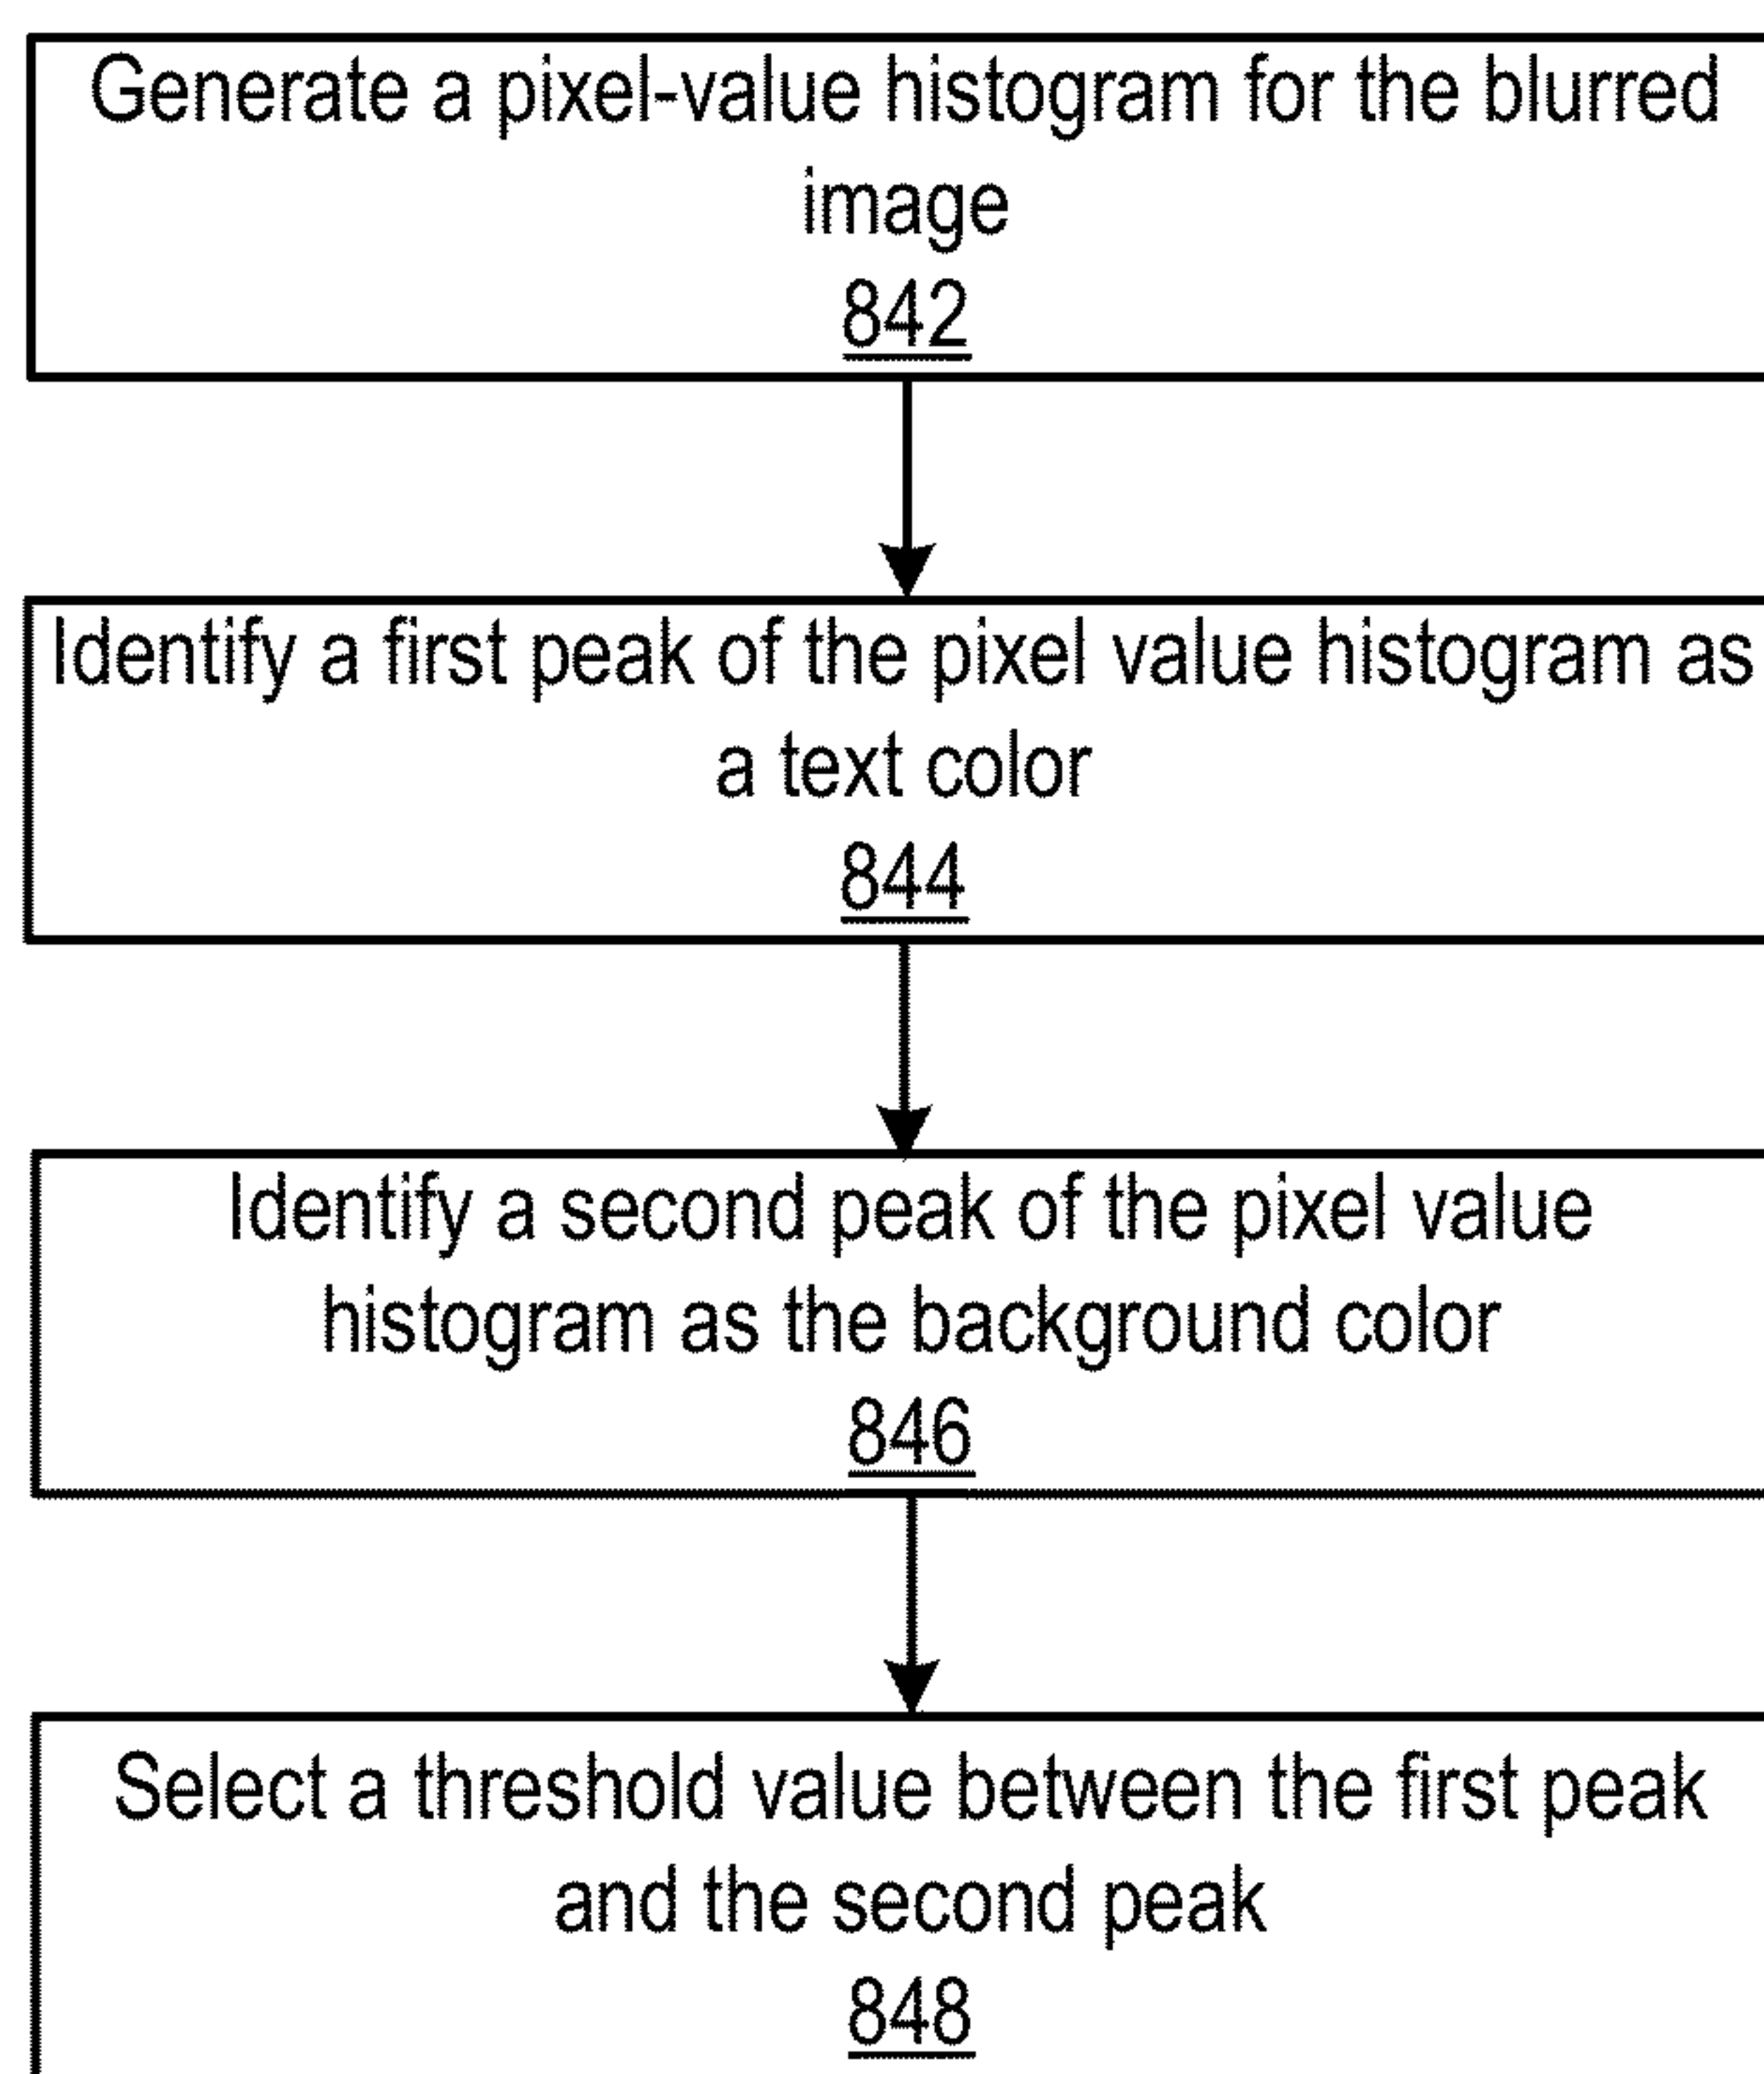 Generate a pixel-value histogram for the blurred
image
842
Identify a first peak of the pixel value histogram as
a text color
844
Identify a second peak of the pixel value
histogram as the background color
846
Select a threshold value between the first peak
and the second peak
848